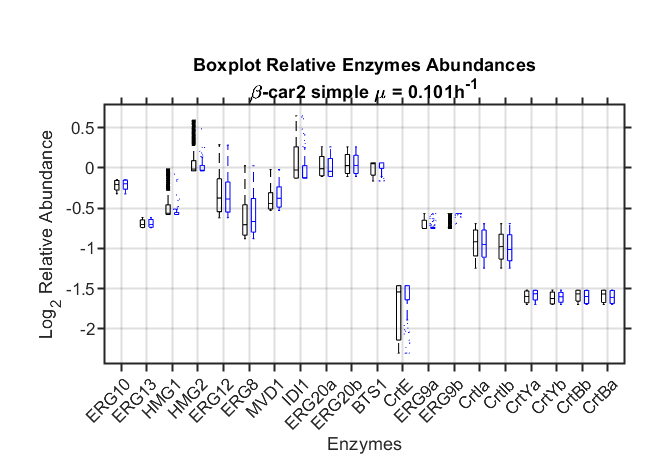 Boxplot Relative Enzymes Abundances
β-car2 simple μ = 0.101h-1
0.5
0
-0.5
-1
-1.5
-2
Log2 Relative Abundance
ERG10
ERG13
HMG1
HMG2
ERG12
ERG8
MVD1
IDI1
ERG20a
ERG20b
BTS1
CrtE
ERG9a
ERG9b
CrtIa
CrtIb
CrtYa
CrtYb
CrtBb
CrtBa
Enzymes